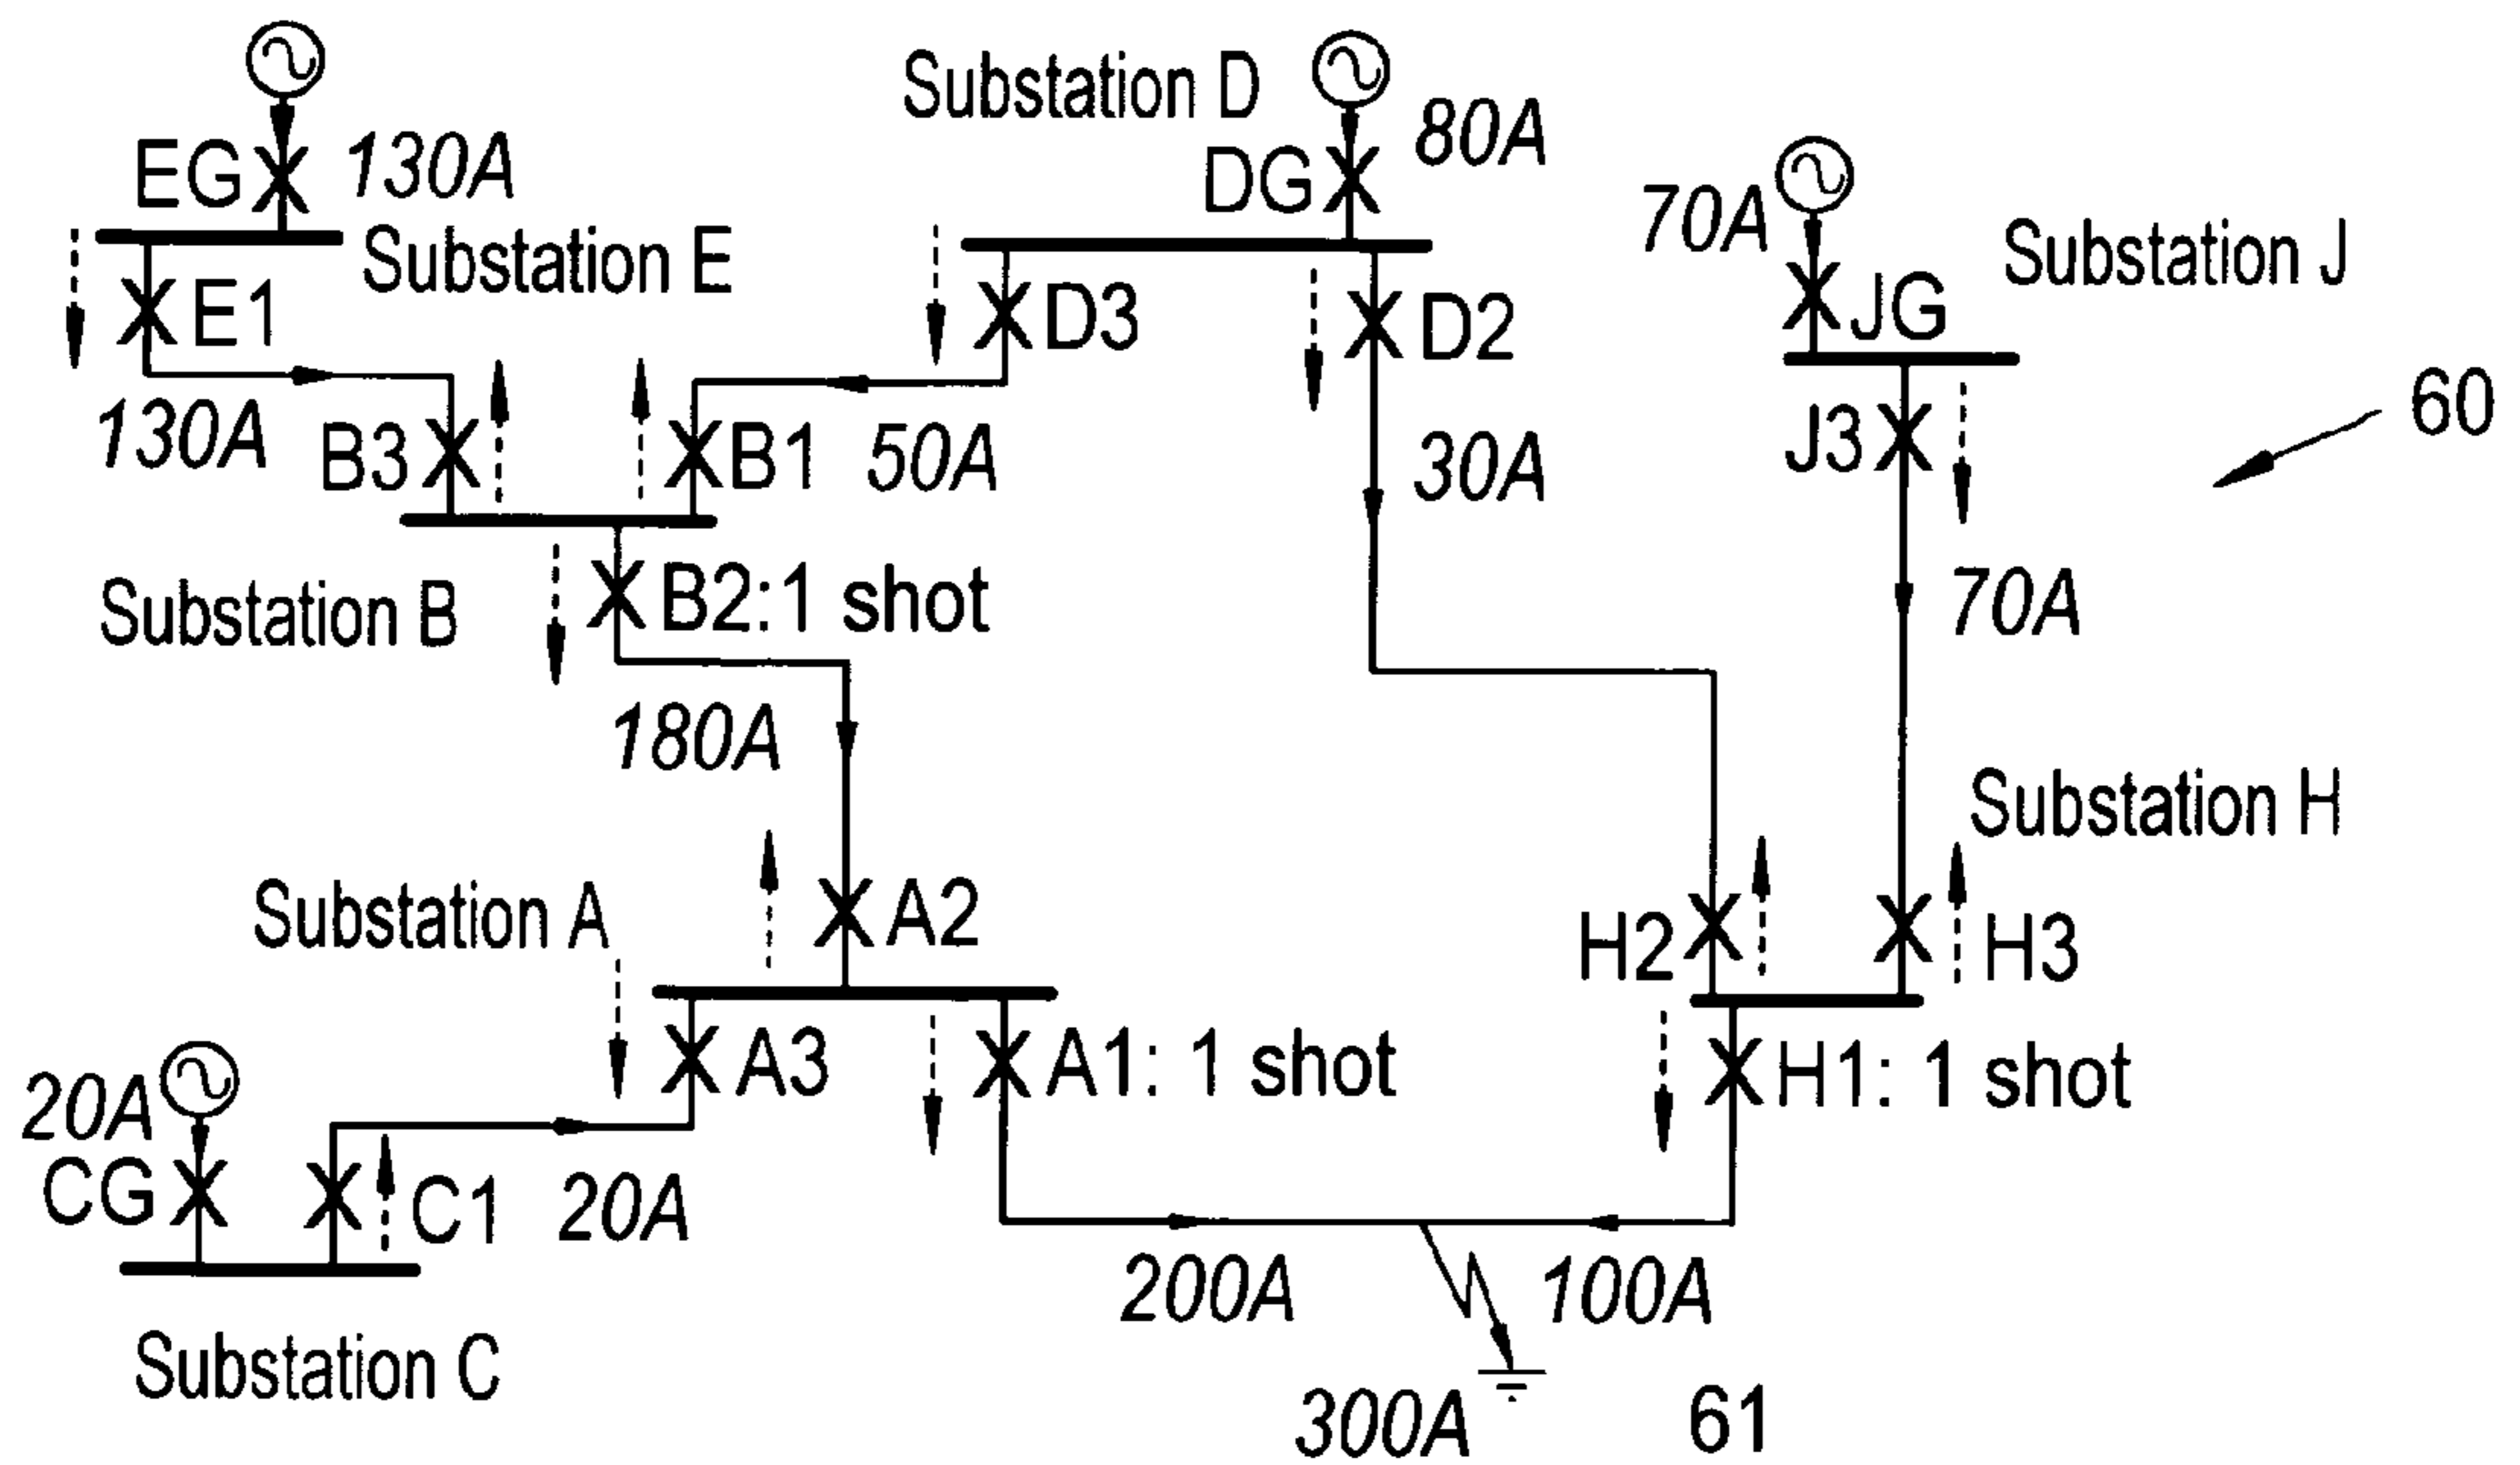 Substation D
80A
EG
130A
DG
70A
Substation E
Substation J
E1
D3
D2
JG
60
130A
B3
B1
50A
30A
J3
Substation B
B2:1 shot
70A
180A
Substation H
Substation A
A2
H2
H3
20A
A3
A1: 1 shot
H1: 1 shot
CG
C1
20A
200A
100A
Substation C
300A
61